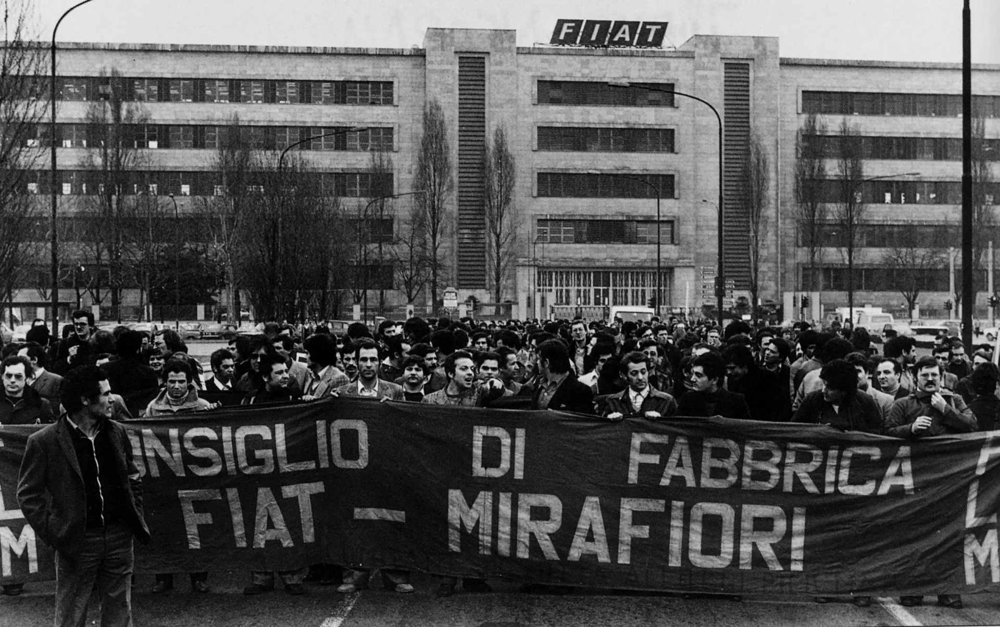 FIAT
ONSIGLIO DI FABBRICA
FIAT — MIRAFIORI
M
M